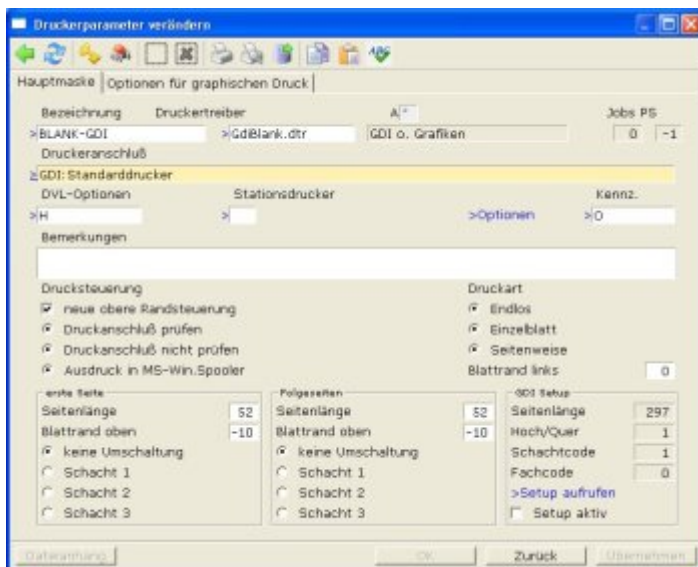 Druckerparameter verändern
ABC
Hauptmaske Optionen für graphischen Druck
Bezeichnung Druckertreiber A * Jobs PS
>BLANK-GDI >GdiBlank.dtr GDI o. Grafiken 0 -1
Druckeranschluß
>GDI: Standarddrucker
DVL-Optionen Stationsdrucker Kennz.
>H > >Optionen >O
Bemerkungen
Drucksteuerung Druckart
neue obere Randsteuerung Endlos
Druckanschluß prüfen Einzelblatt
Druckanschluß nicht prüfen Seitenweise
Ausdruck in MS-Win.Spooler Blattrand links 0
erste Seite Folgeseiten GDI Setup
Seitenlänge 52 Seitenlänge 52 Seitenlänge 297
Blattrand oben -10 Blattrand oben -10 Hoch/Quer 1
keine Umschaltung keine Umschaltung Schachtcode 1
Schacht 1 Schacht 1 Fachcode 0
Schacht 2 Schacht 2 >Setup aufrufen
Schacht 3 Schacht 3 Setup aktiv
Dateianhang OK Zurück Übernehmen